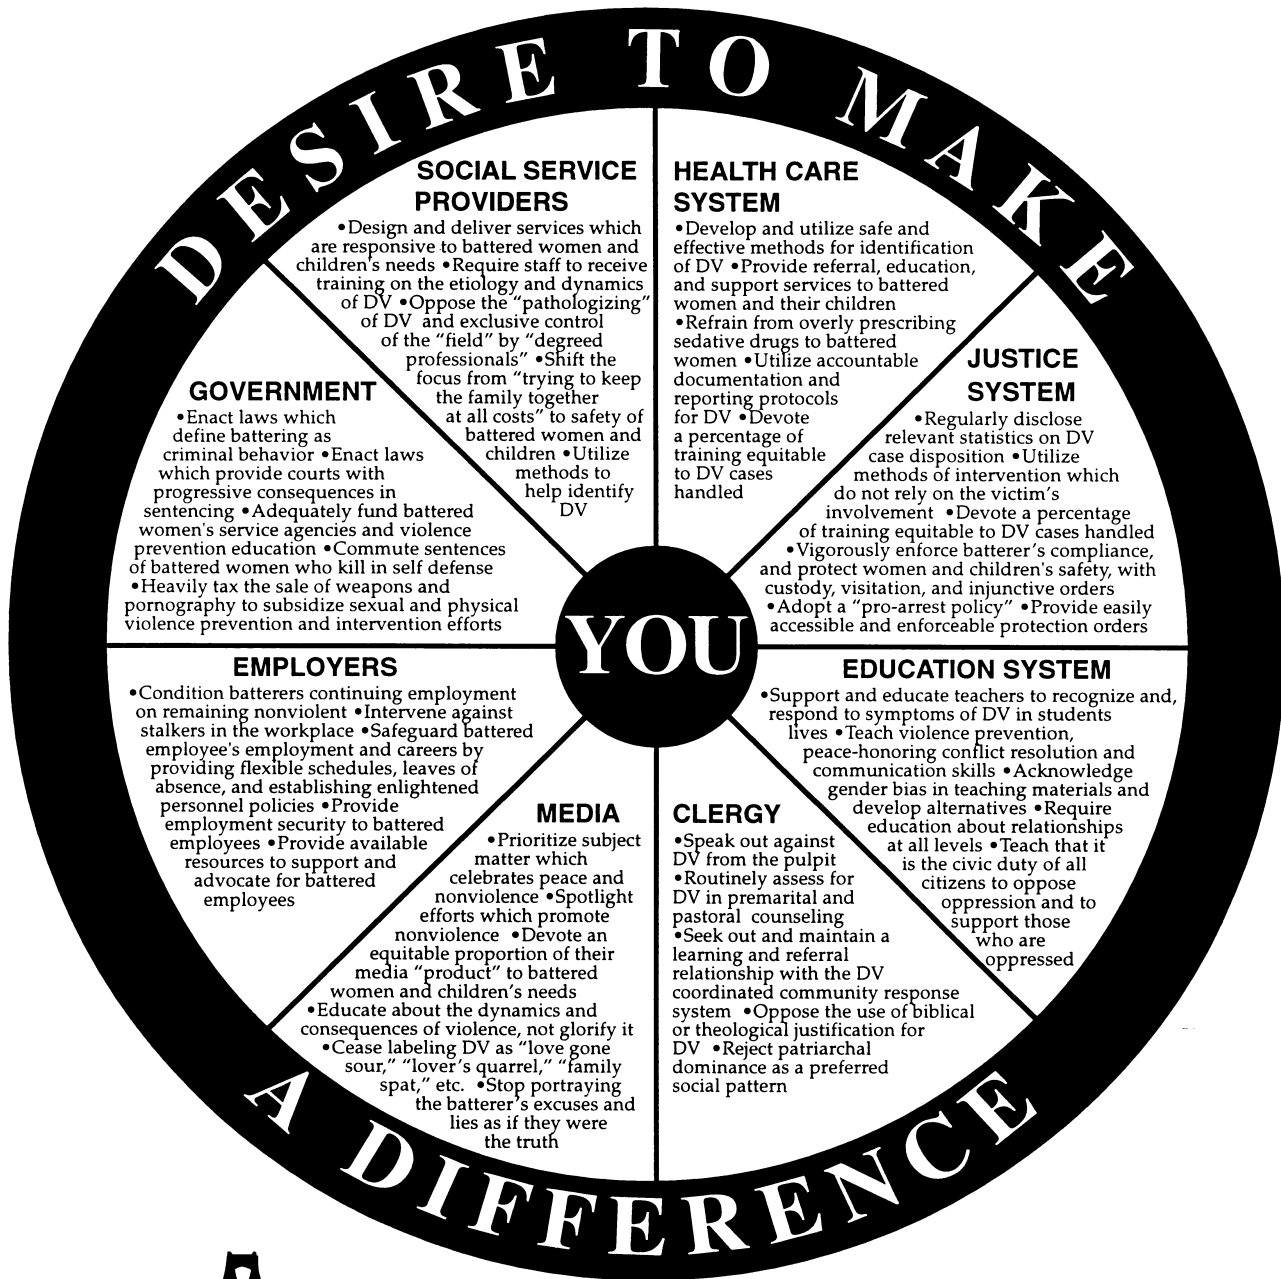 DESIRE TO MAKE
A DIFFERENCE
YOU
SOCIAL SERVICE
PROVIDERS
•Design and deliver services which
are responsive to battered women and
children's needs •Require staff to receive
training on the etiology and dynamics
of DV •Oppose the "pathologizing"
of DV and exclusive control
of the "field" by "degreed
professionals" •Shift the
focus from "trying to keep
the family together
at all costs" to safety of
battered women and
children •Utilize
methods to
help identify
DV
HEALTH CARE
SYSTEM
•Develop and utilize safe and
effective methods for identification
of DV •Provide referral, education,
and support services to battered
women and their children
•Refrain from overly prescribing
sedative drugs to battered
women •Utilize accountable
documentation and
reporting protocols
for DV •Devote
a percentage of
training equitable
to DV cases
handled
JUSTICE
SYSTEM
•Regularly disclose
relevant statistics on DV
case disposition •Utilize
methods of intervention which
do not rely on the victim's
involvement •Devote a percentage
of training equitable to DV cases handled
•Vigorously enforce batterer's compliance,
and protect women and children's safety, with
custody, visitation, and injunctive orders
•Adopt a "pro-arrest policy" •Provide easily
accessible and enforceable protection orders
EDUCATION SYSTEM
•Support and educate teachers to recognize and,
respond to symptoms of DV in students
lives •Teach violence prevention,
peace-honoring conflict resolution and
communication skills •Acknowledge
gender bias in teaching materials and
develop alternatives •Require
education about relationships
at all levels •Teach that it
is the civic duty of all
citizens to oppose
oppression and to
support those
who are
oppressed
CLERGY
•Speak out against
DV from the pulpit
•Routinely assess for
DV in premarital and
pastoral counseling
•Seek out and maintain a
learning and referral
relationship with the DV
coordinated community response
system •Oppose the use of biblical
or theological justification for
DV •Reject patriarchal
dominance as a preferred
social pattern
MEDIA
•Prioritize subject
matter which
celebrates peace and
nonviolence •Spotlight
efforts which promote
nonviolence •Devote an
equitable proportion of their
media "product" to battered
women and children's needs
•Educate about the dynamics and
consequences of violence, not glorify it
•Cease labeling DV as "love gone
sour," "lover's quarrel," "family
spat," etc. •Stop portraying
the batterer's excuses and
lies as if they were
the truth
EMPLOYERS
•Condition batterers continuing employment
on remaining nonviolent •Intervene against
stalkers in the workplace •Safeguard battered
employee's employment and careers by
providing flexible schedules, leaves of
absence, and establishing enlightened
personnel policies •Provide
employment security to battered
employees •Provide available
resources to support and
advocate for battered
employees
GOVERNMENT
•Enact laws which
define battering as
criminal behavior •Enact laws
which provide courts with
progressive consequences in
sentencing •Adequately fund battered
women's service agencies and violence
prevention education •Commute sentences
of battered women who kill in self defense
•Heavily tax the sale of weapons and
pornography to subsidize sexual and physical
violence prevention and intervention efforts